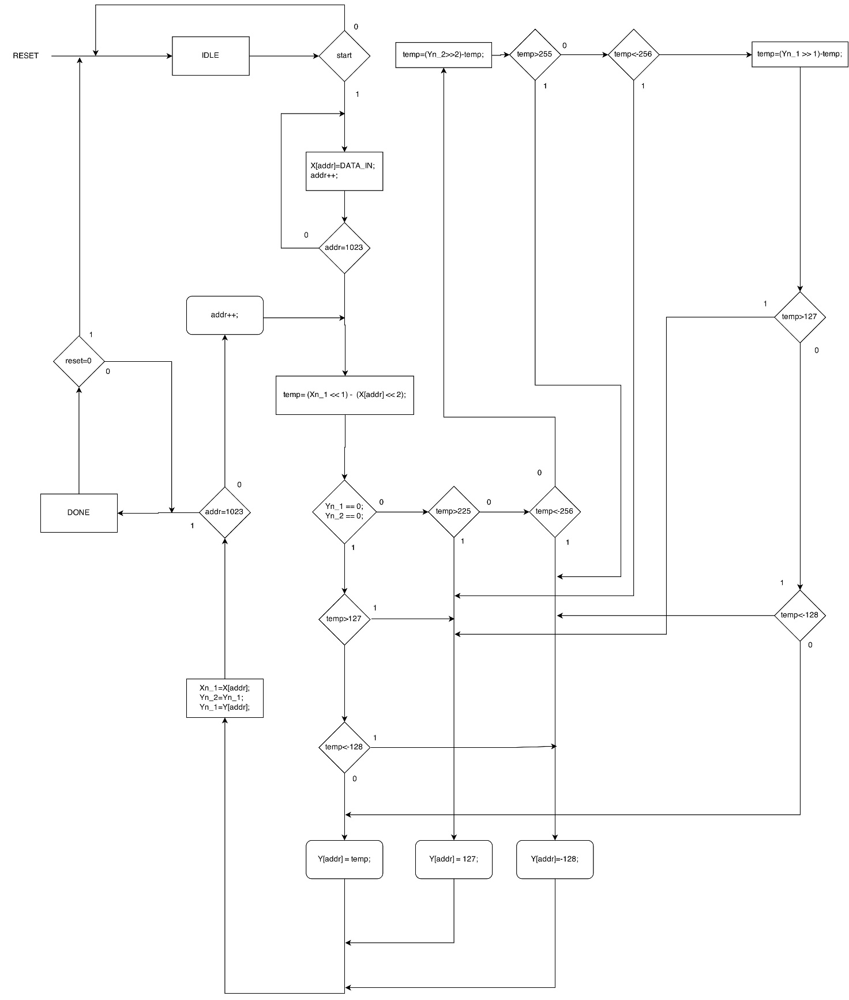 0
RESET
IDLE
start
1
temp=(Yn_2>>2)-temp;
temp>255
0
1
temp<-256
1
temp=(Yn_1 >> 1)-temp;
X[addr]=DATA_IN;
addr++;
0
addr=1023
addr++;
1
temp>127
0
1
reset=0
0
temp= (Xn_1 << 1) - (X[addr] << 2);
0
0
DONE
addr=1023
1
Yn_1 == 0;
Yn_2 == 0;
0
1
temp>225
0
1
temp<-256
1
1
temp<-128
0
temp>127
1
Xn_1=X[addr];
Yn_2=Yn_1;
Yn_1=Y[addr];
temp<-128
1
0
Y[addr] = temp;
Y[addr] = 127;
Y[addr]=-128;